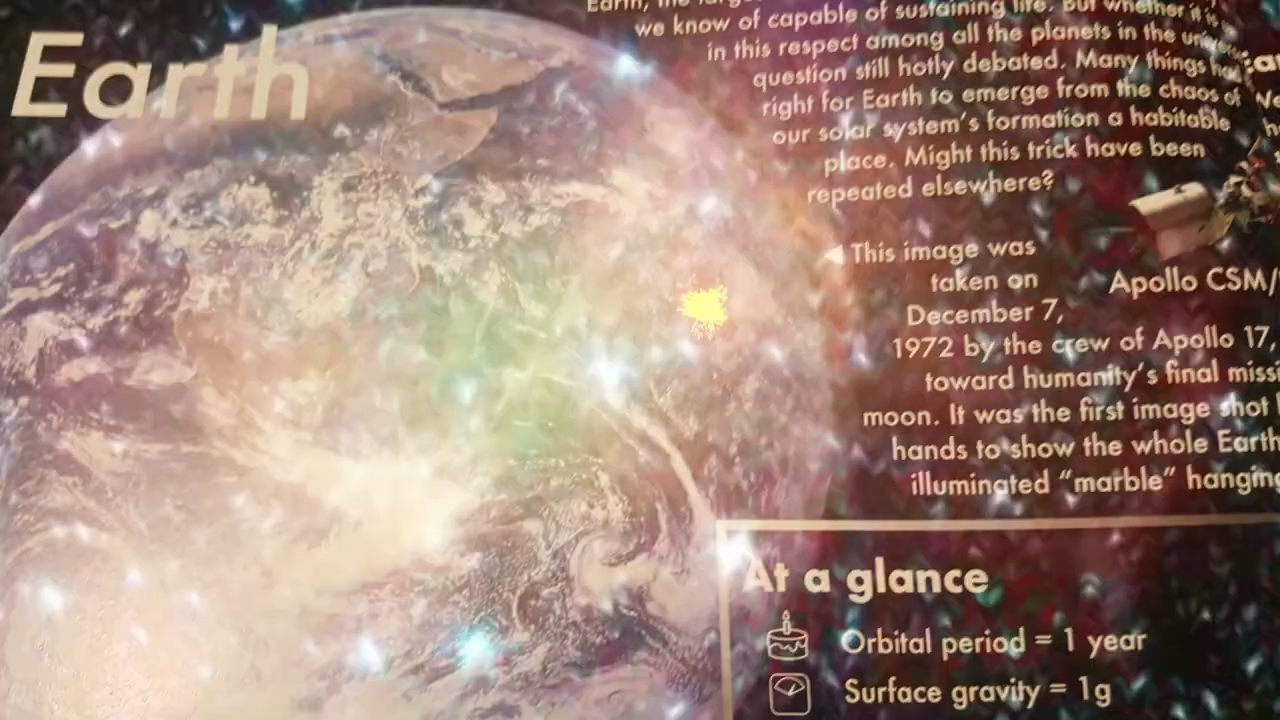 Earth
we know of capable of sustaining life. But whether it is
in this respect among all the planets in the universe
question still hotly debated. Many things had
right for Earth to emerge from the chaos of
our solar system's formation a habitable
place. Might this trick have been
repeated elsewhere?
This image was
taken on
December 7,
1972 by the crew of Apollo 17,
toward humanity's final
moon. It was the first image shot
hands to show the whole Earth
illuminated "marble" hanging
Apollo CSM/
At a glance
Orbital period = 1 year
Surface gravity = 1g